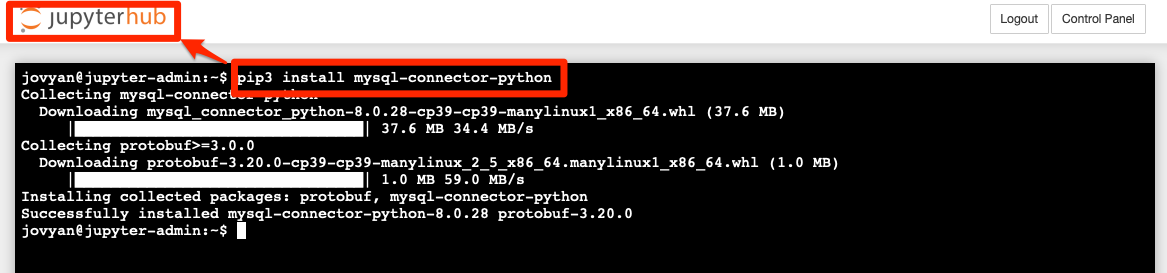 jupyterhub
Logout
Control Panel
jovyan@jupyter-admin:~$ pip3 install mysql-connector-python
Collecting mysql-connector-python
Downloading mysql_connector_python-8.0.28-cp39-cp39-manylinux1_x86_64.whl (37.6 MB)
|████████████████████████████████| 37.6 MB 34.4 MB/s
Collecting protobuf>=3.0.0
Downloading protobuf-3.20.0-cp39-cp39-manylinux_2_5_x86_64.manylinux1_x86_64.whl (1.0 MB)
|████████████████████████████████| 1.0 MB 59.0 MB/s
Installing collected packages: protobuf, mysql-connector-python
Successfully installed mysql-connector-python-8.0.28 protobuf-3.20.0
jovyan@jupyter-admin:~$